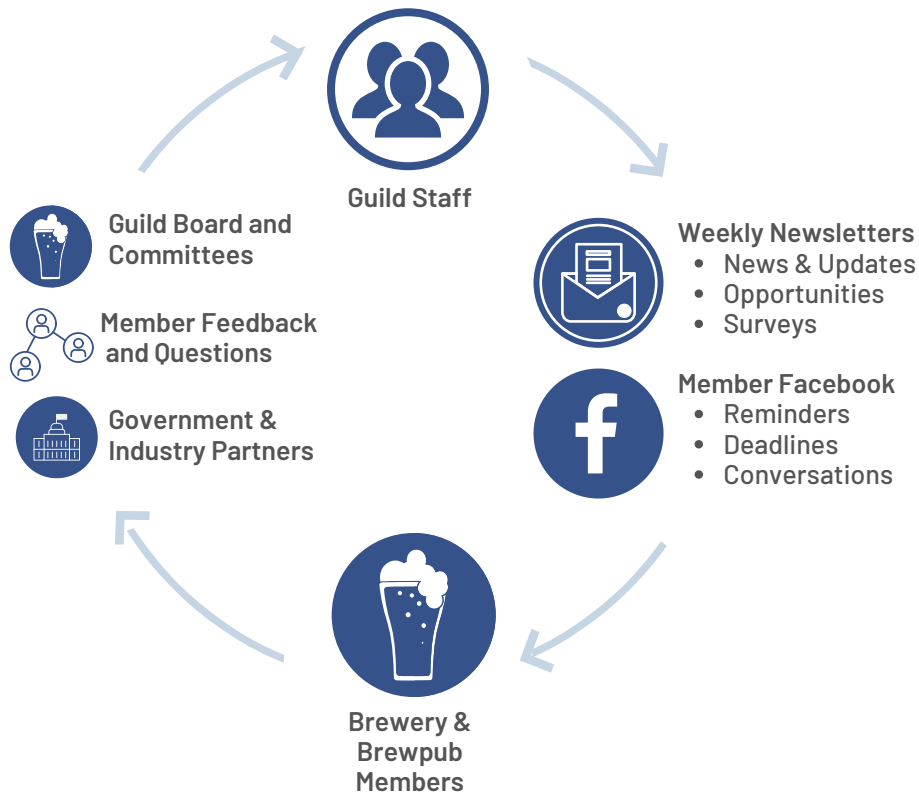 Guild Staff
Guild Board and
Committees
Member Feedback
and Questions
Government &
Industry Partners
Weekly Newsletters
• News & Updates
• Opportunities
• Surveys
Member Facebook
• Reminders
• Deadlines
• Conversations
Brewery &
Brewpub
Members